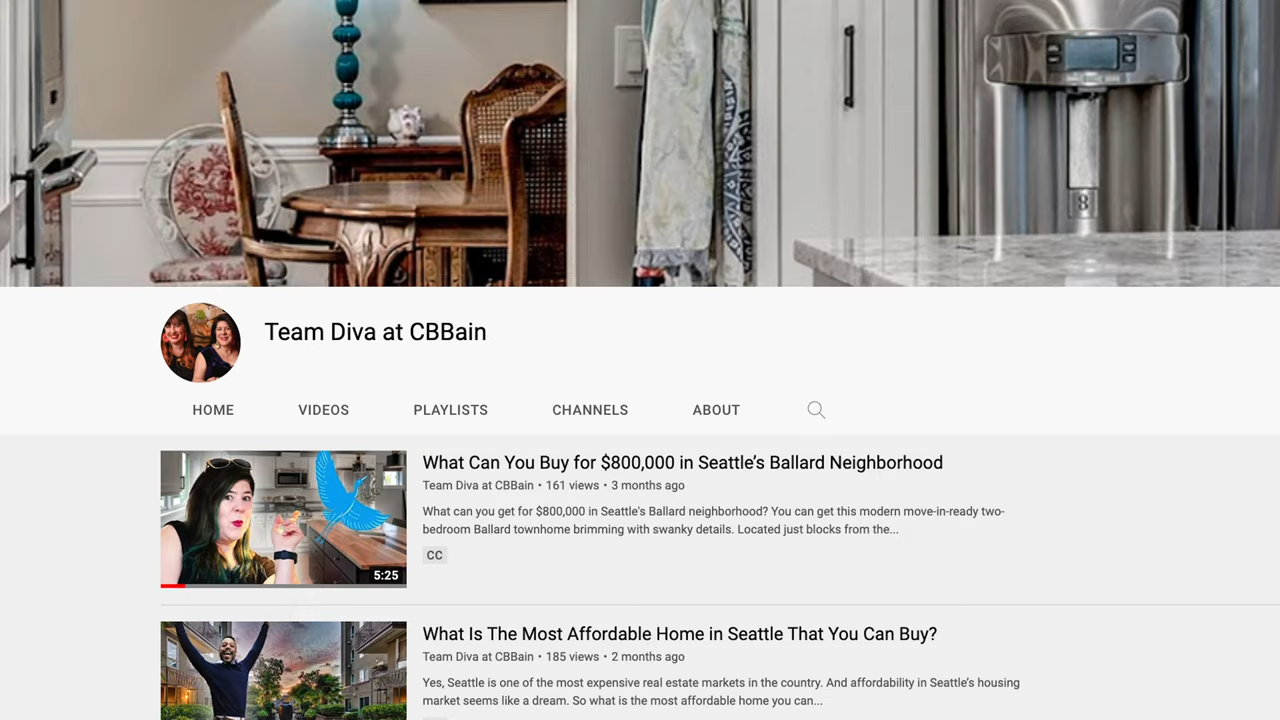 8
Team Diva at CBBain
HOME VIDEOS PLAYLISTS CHANNELS ABOUT
What Can You Buy for $800,000 in Seattle’s Ballard Neighborhood
Team Diva at CBBain • 161 views • 3 months ago
What can you get for $800,000 in Seattle's Ballard neighborhood? You can get this modern move-in-ready two-
bedroom Ballard townhome brimming with swanky details. Located just blocks from the...
CC
5:25
What Is The Most Affordable Home in Seattle That You Can Buy?
Team Diva at CBBain • 185 views • 2 months ago
Yes, Seattle is one of the most expensive real estate markets in the country. And affordability in Seattle’s housing
market seems like a dream. So what is the most affordable home you can...